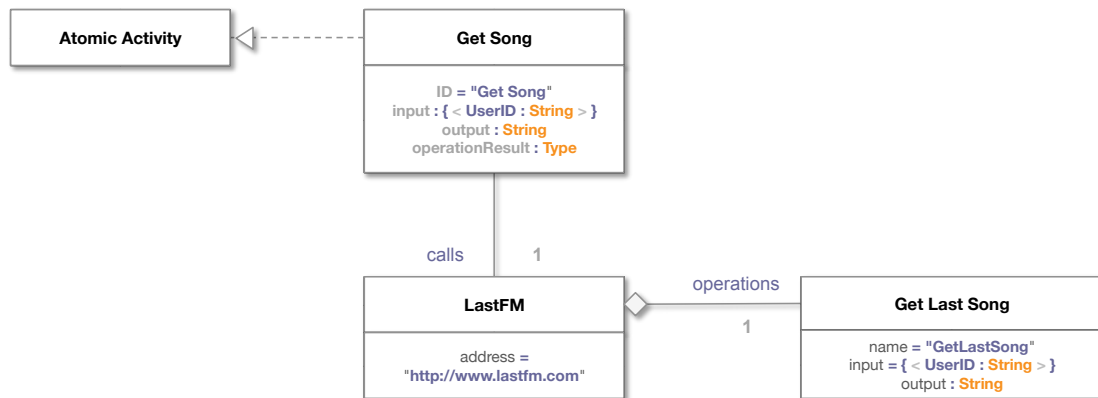 Atomic Activity
Get Song
ID = "Get Song"
input : { < UserID : String > }
output : String
operationResult : Type
calls
1
LastFM
address =
"http://www.lastfm.com"
operations
1
Get Last Song
name = "GetLastSong"
input = { < UserID : String > }
output : String